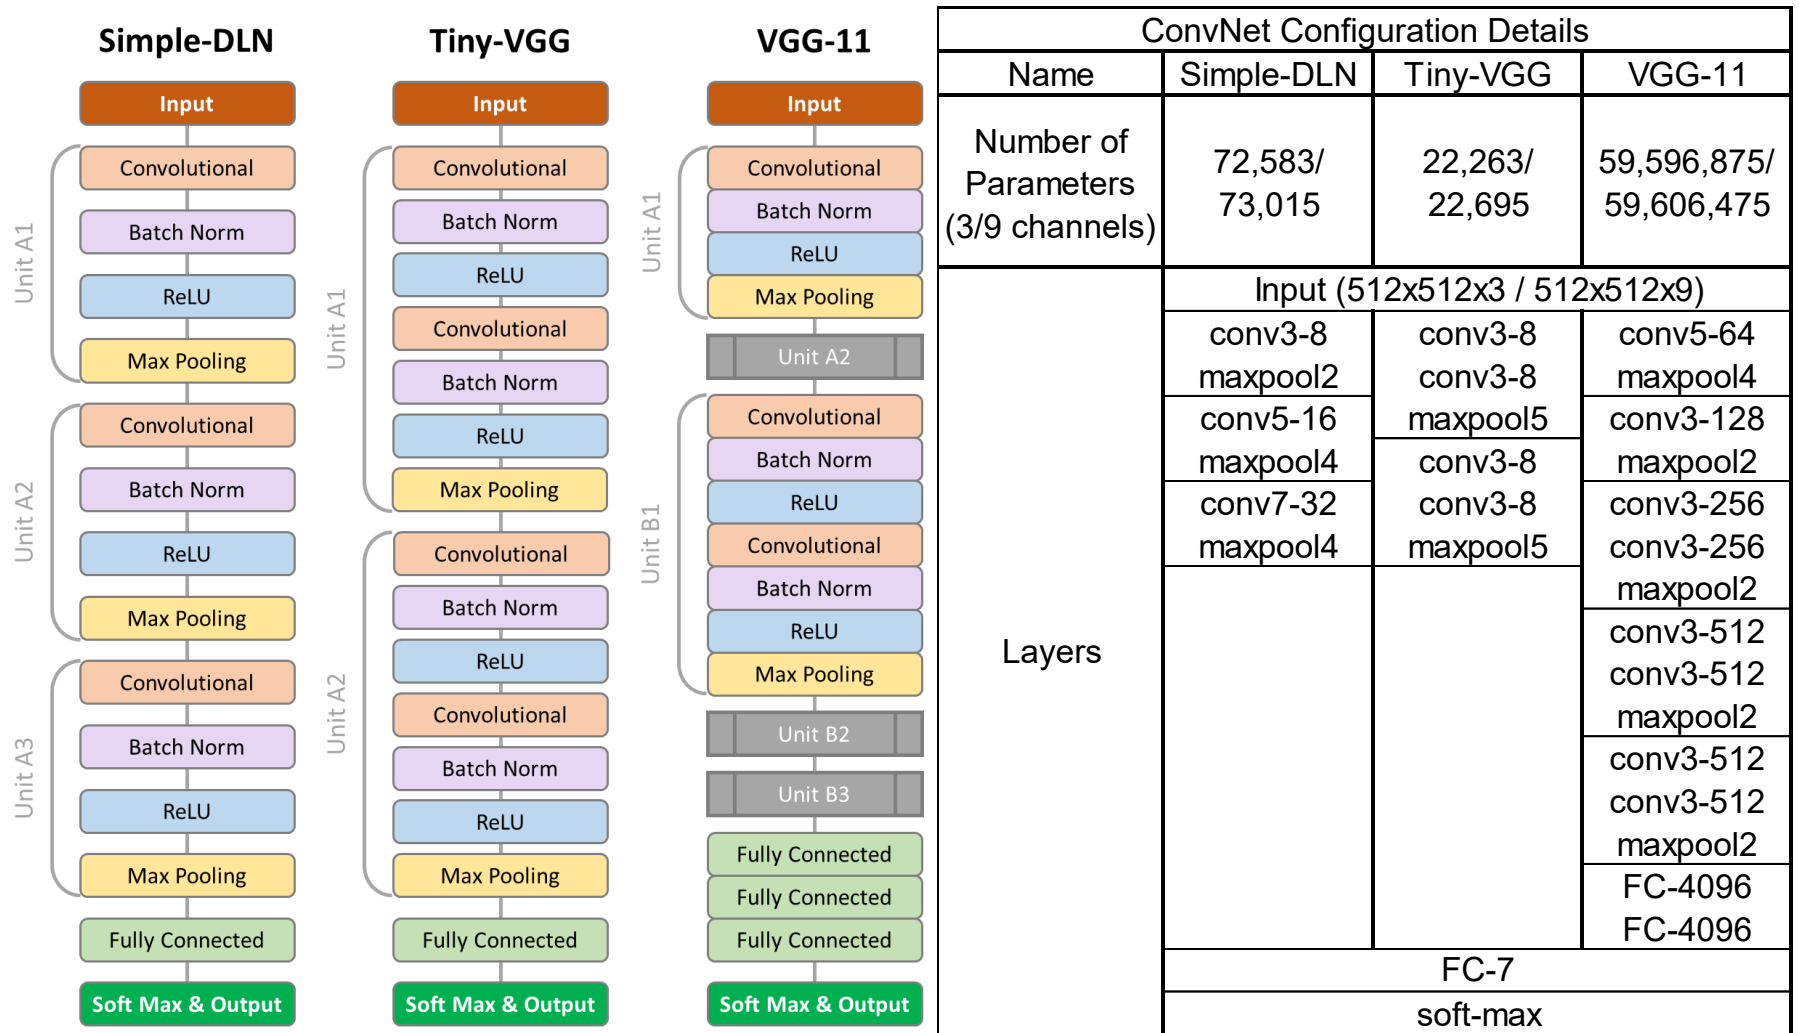 Simple-DLN
Input
Unit A1
Convolutional
Batch Norm
ReLU
Max Pooling
Unit A2
Convolutional
Batch Norm
ReLU
Max Pooling
Unit A3
Convolutional
Batch Norm
ReLU
Max Pooling
Fully Connected
Soft Max & Output
Tiny-VGG
Input
Unit A1
Convolutional
Batch Norm
ReLU
Convolutional
Batch Norm
ReLU
Max Pooling
Unit A2
Convolutional
Batch Norm
ReLU
Convolutional
Batch Norm
ReLU
Max Pooling
Fully Connected
Soft Max & Output
VGG-11
Input
Unit A1
Convolutional
Batch Norm
ReLU
Max Pooling
Unit A2
Unit B1
Convolutional
Batch Norm
ReLU
Convolutional
Batch Norm
ReLU
Max Pooling
Unit B2
Unit B3
Fully Connected
Fully Connected
Fully Connected
Soft Max & Output
ConvNet Configuration Details
Name Simple-DLN Tiny-VGG VGG-11
Number of
Parameters
(3/9 channels)
72,583/
73,015
22,263/
22,695
59,596,875/
59,606,475
Layers
Input (512x512x3 / 512x512x9)
conv3-8
maxpool2
conv5-16
maxpool4
conv7-32
maxpool4
conv3-8
conv3-8
maxpool5
conv3-8
conv3-8
maxpool5
conv5-64
maxpool4
conv3-128
maxpool2
conv3-256
conv3-256
maxpool2
conv3-512
conv3-512
maxpool2
conv3-512
conv3-512
maxpool2
FC-4096
FC-4096
FC-7
soft-max